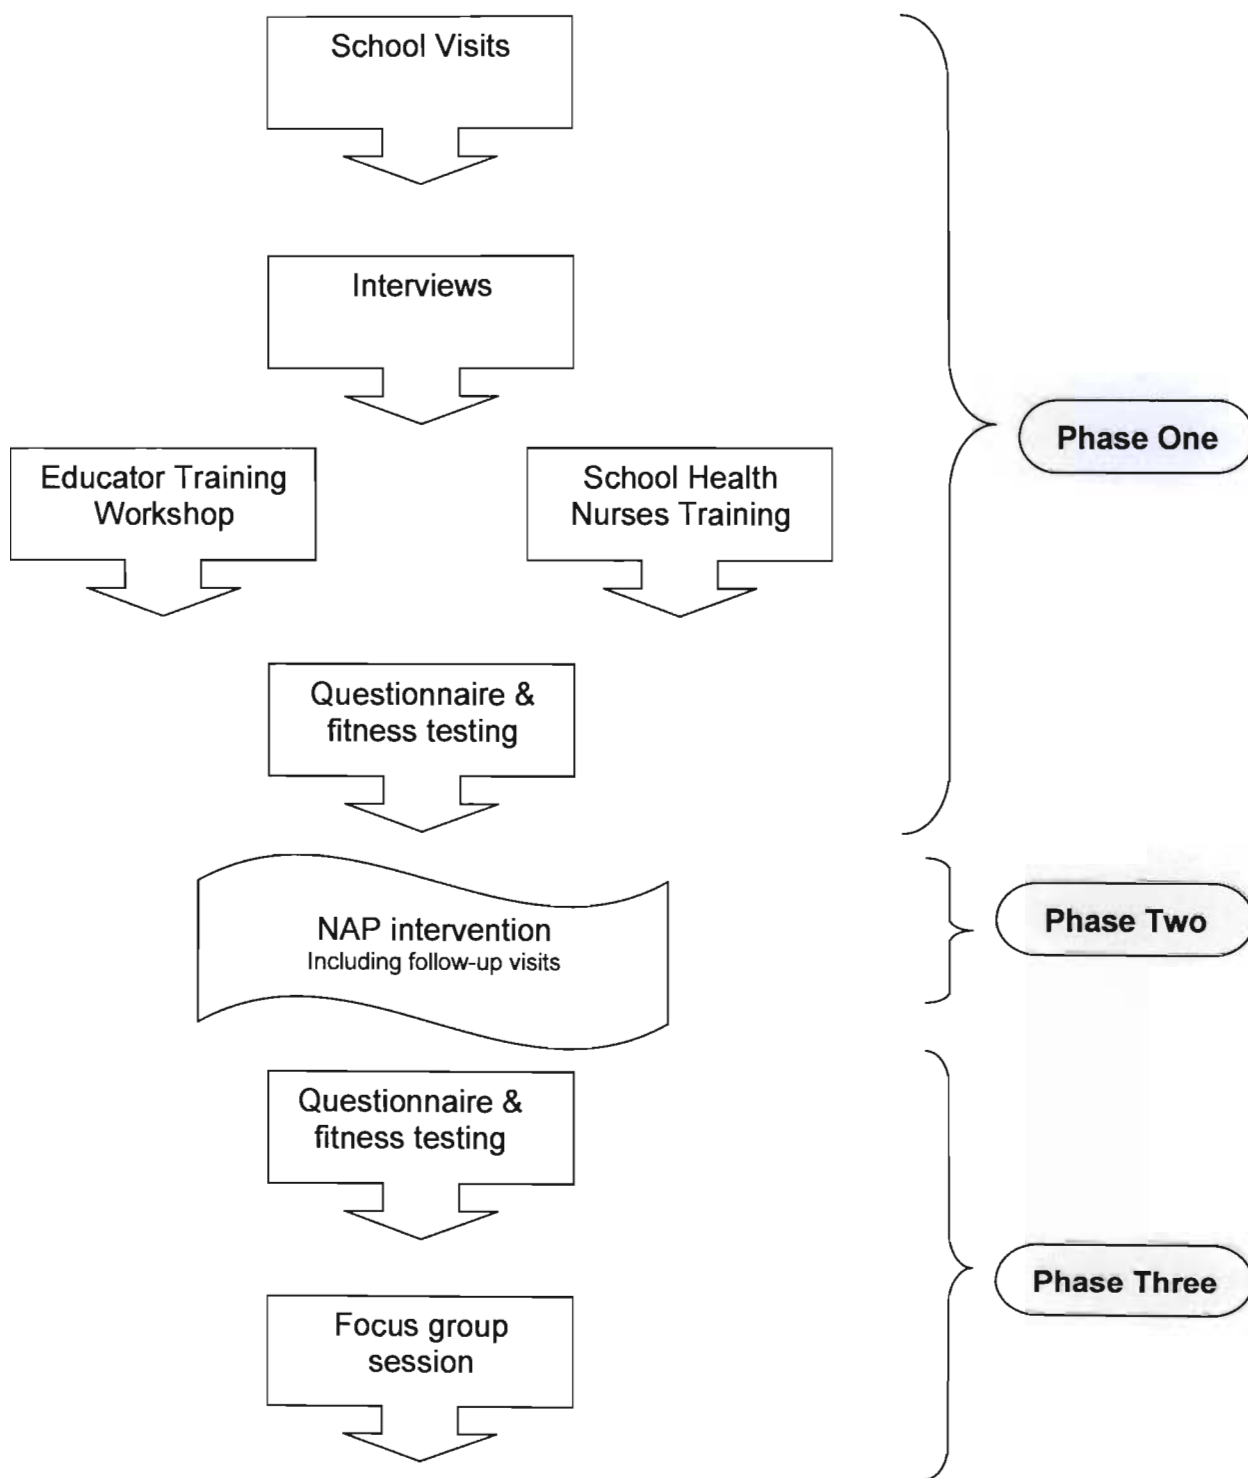 School Visits
Interviews
Educator Training
Workshop
School Health
Nurses Training
Phase One
Questionnaire &
fitness testing
NAP intervention
Including follow-up visits
Phase Two
Questionnaire &
fitness testing
Phase Three
Focus group
session